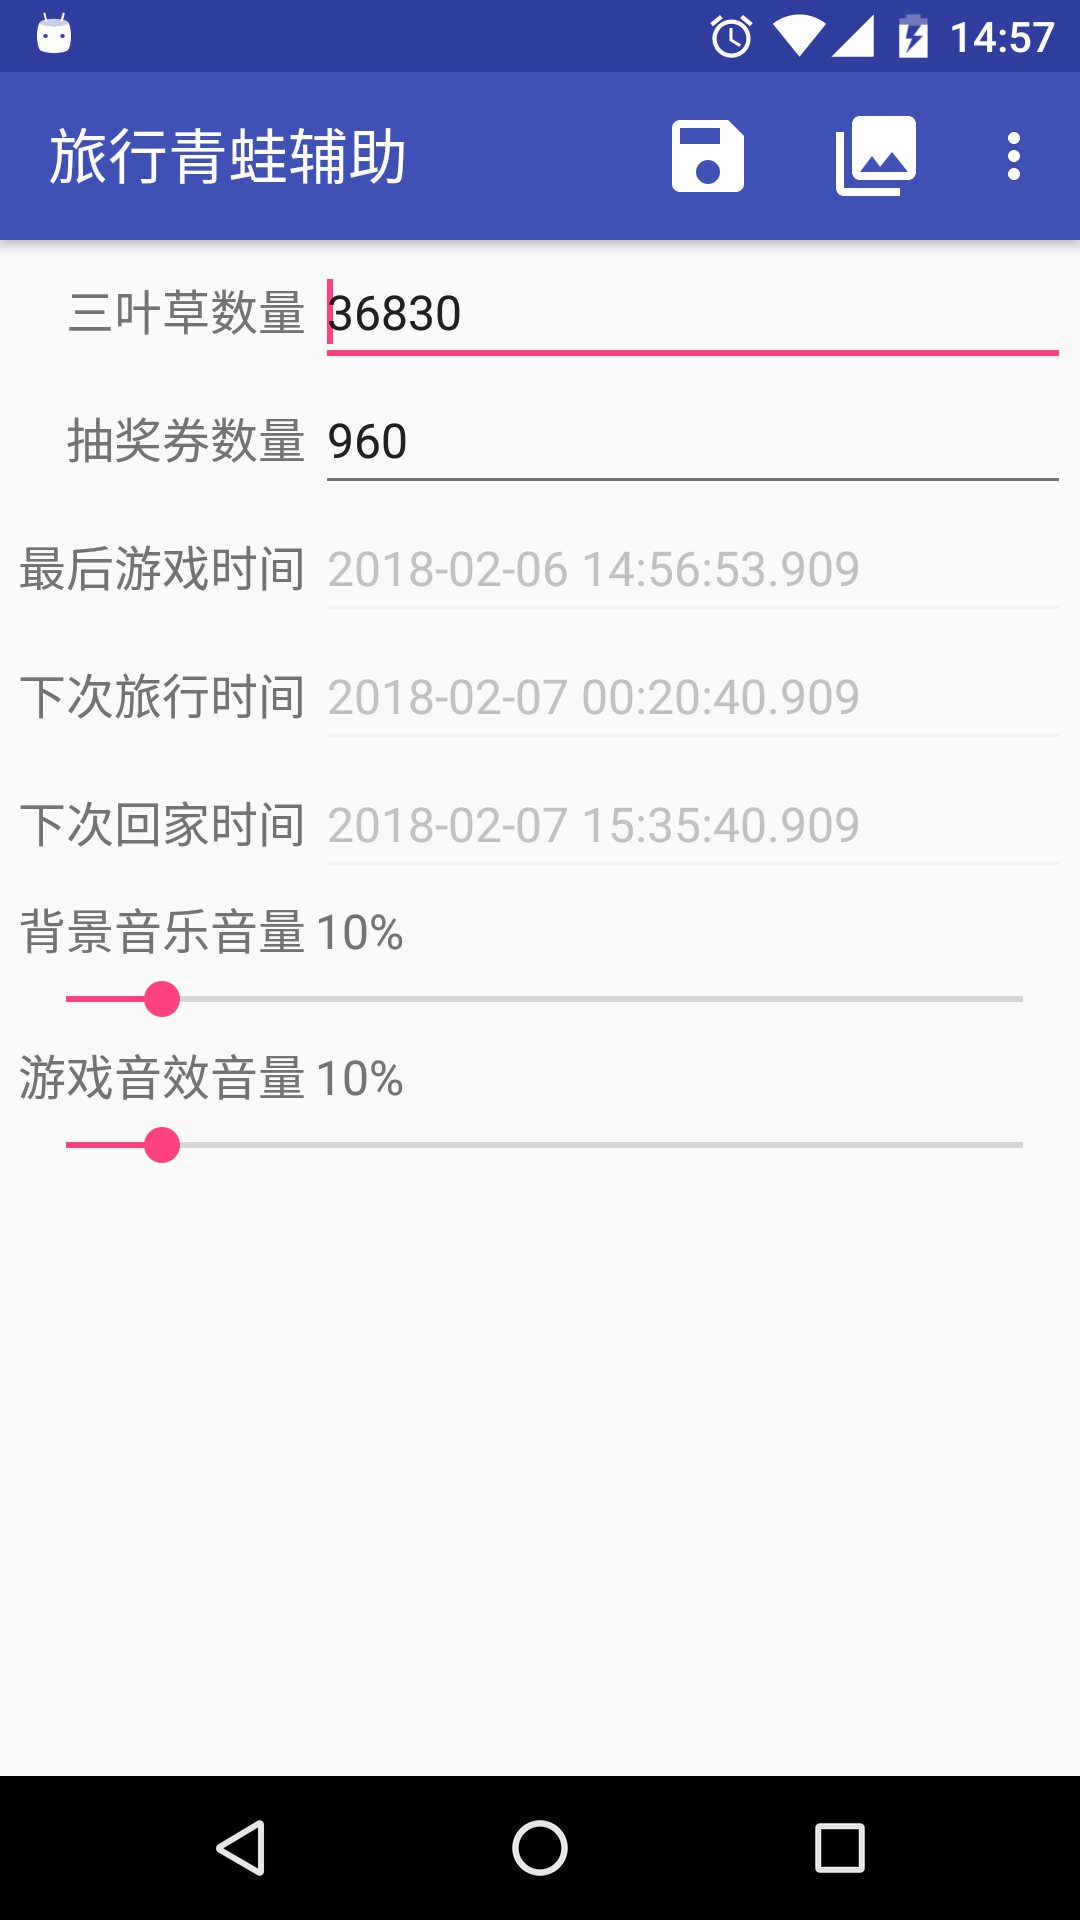 14:57
旅行青蛙辅助
三叶草数量 36830
抽奖券数量 960
最后游戏时间 2018-02-06 14:56:53.909
下次旅行时间 2018-02-07 00:20:40.909
下次回家时间 2018-02-07 15:35:40.909
背景音乐音量 10%
游戏音效音量 10%